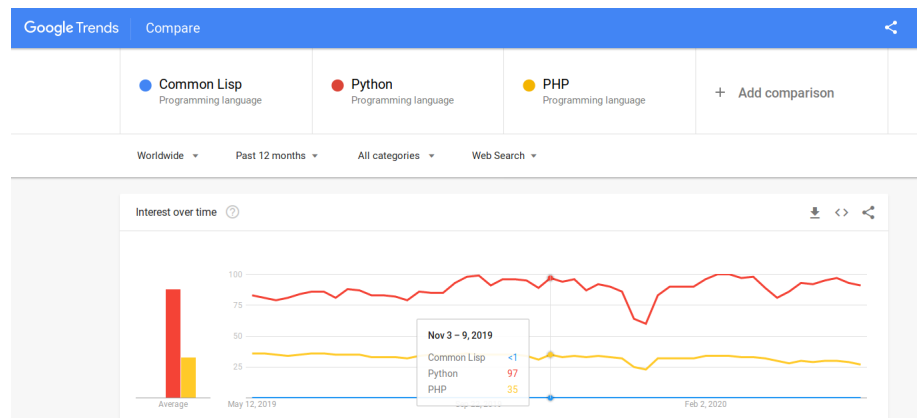 Google Trends Compare
Common Lisp
Programming language
Python
Programming language
PHP
Programming language
+ Add comparison
Worldwide Past 12 months All categories Web Search
Interest over time ?
100
75
50
25
Nov 3 – 9, 2019
Common Lisp <1
Python 97
PHP 35
Average
May 12, 2019
Feb 2, 2020